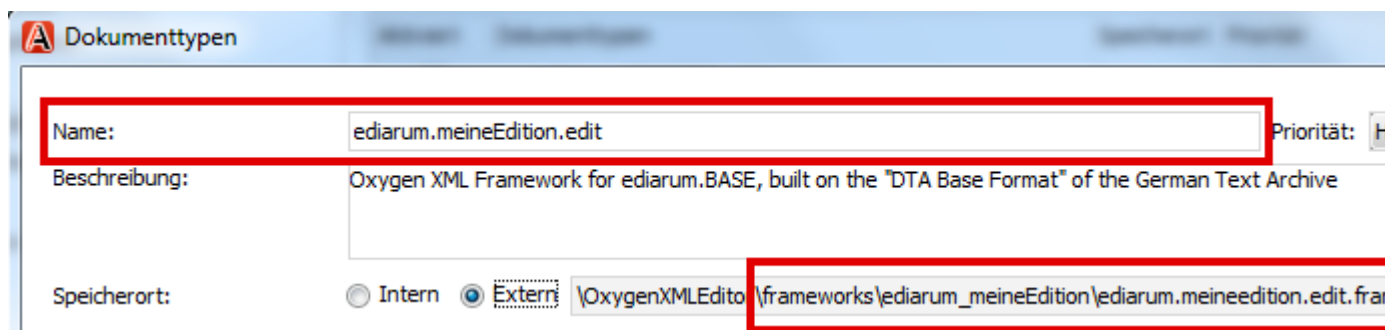 Dokumenttypen
Name: ediarum.meineEdition.edit Priorität: H
Beschreibung: Oxygen XML Framework for ediarum.BASE, built on the "DTA Base Format" of the German Text Archive
Speicherort: Intern Extern \OxygenXMLEdito \frameworks\ediarum_meineEdition\ediarum.meineedition.edit.fra